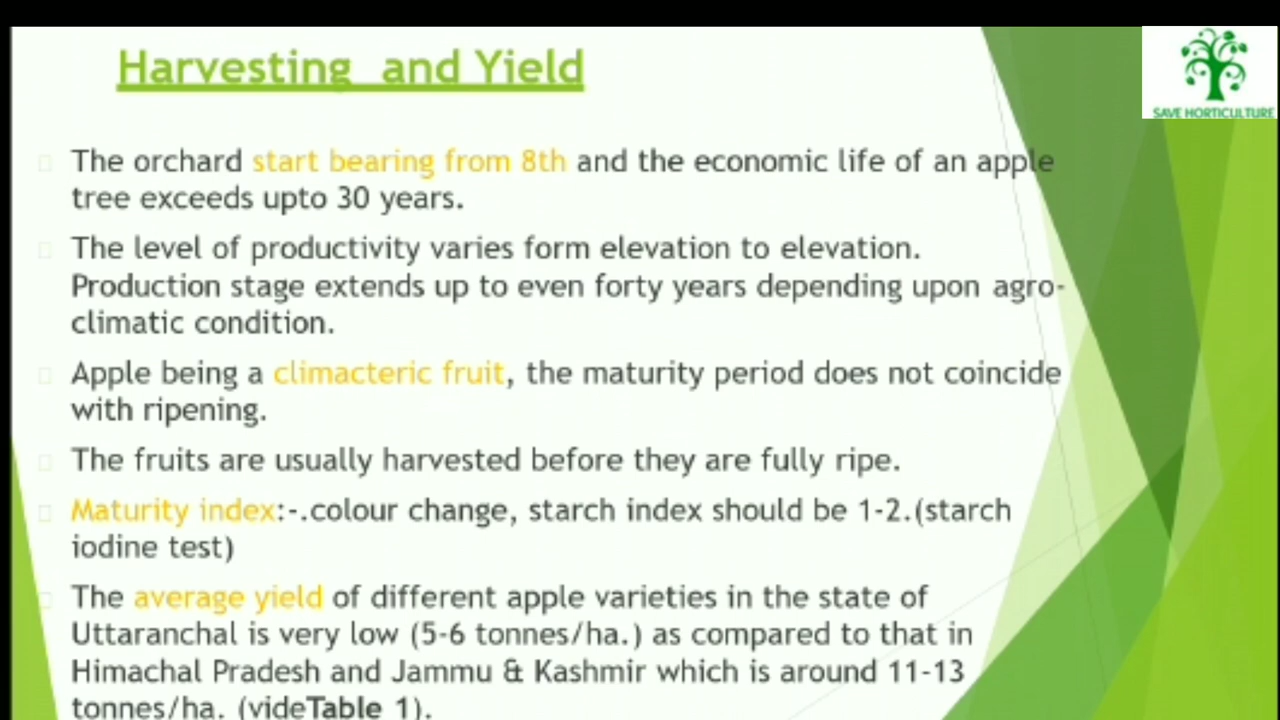 Harvesting and Yield
SAVE HORTICULTURE
The orchard start bearing from 8th and the economic life of an apple
tree exceeds upto 30 years.
The level of productivity varies form elevation to elevation.
Production stage extends up to even forty years depending upon agro-
climatic condition.
Apple being a climacteric fruit, the maturity period does not coincide
with ripening.
The fruits are usually harvested before they are fully ripe.
Maturity index:-.colour change, starch index should be 1-2.(starch
iodine test)
The average yield of different apple varieties in the state of
Uttaranchal is very low (5-6 tonnes/ha.) as compared to that in
Himachal Pradesh and Jammu & Kashmir which is around 11-13
tonnes/ha. (videTable 1).